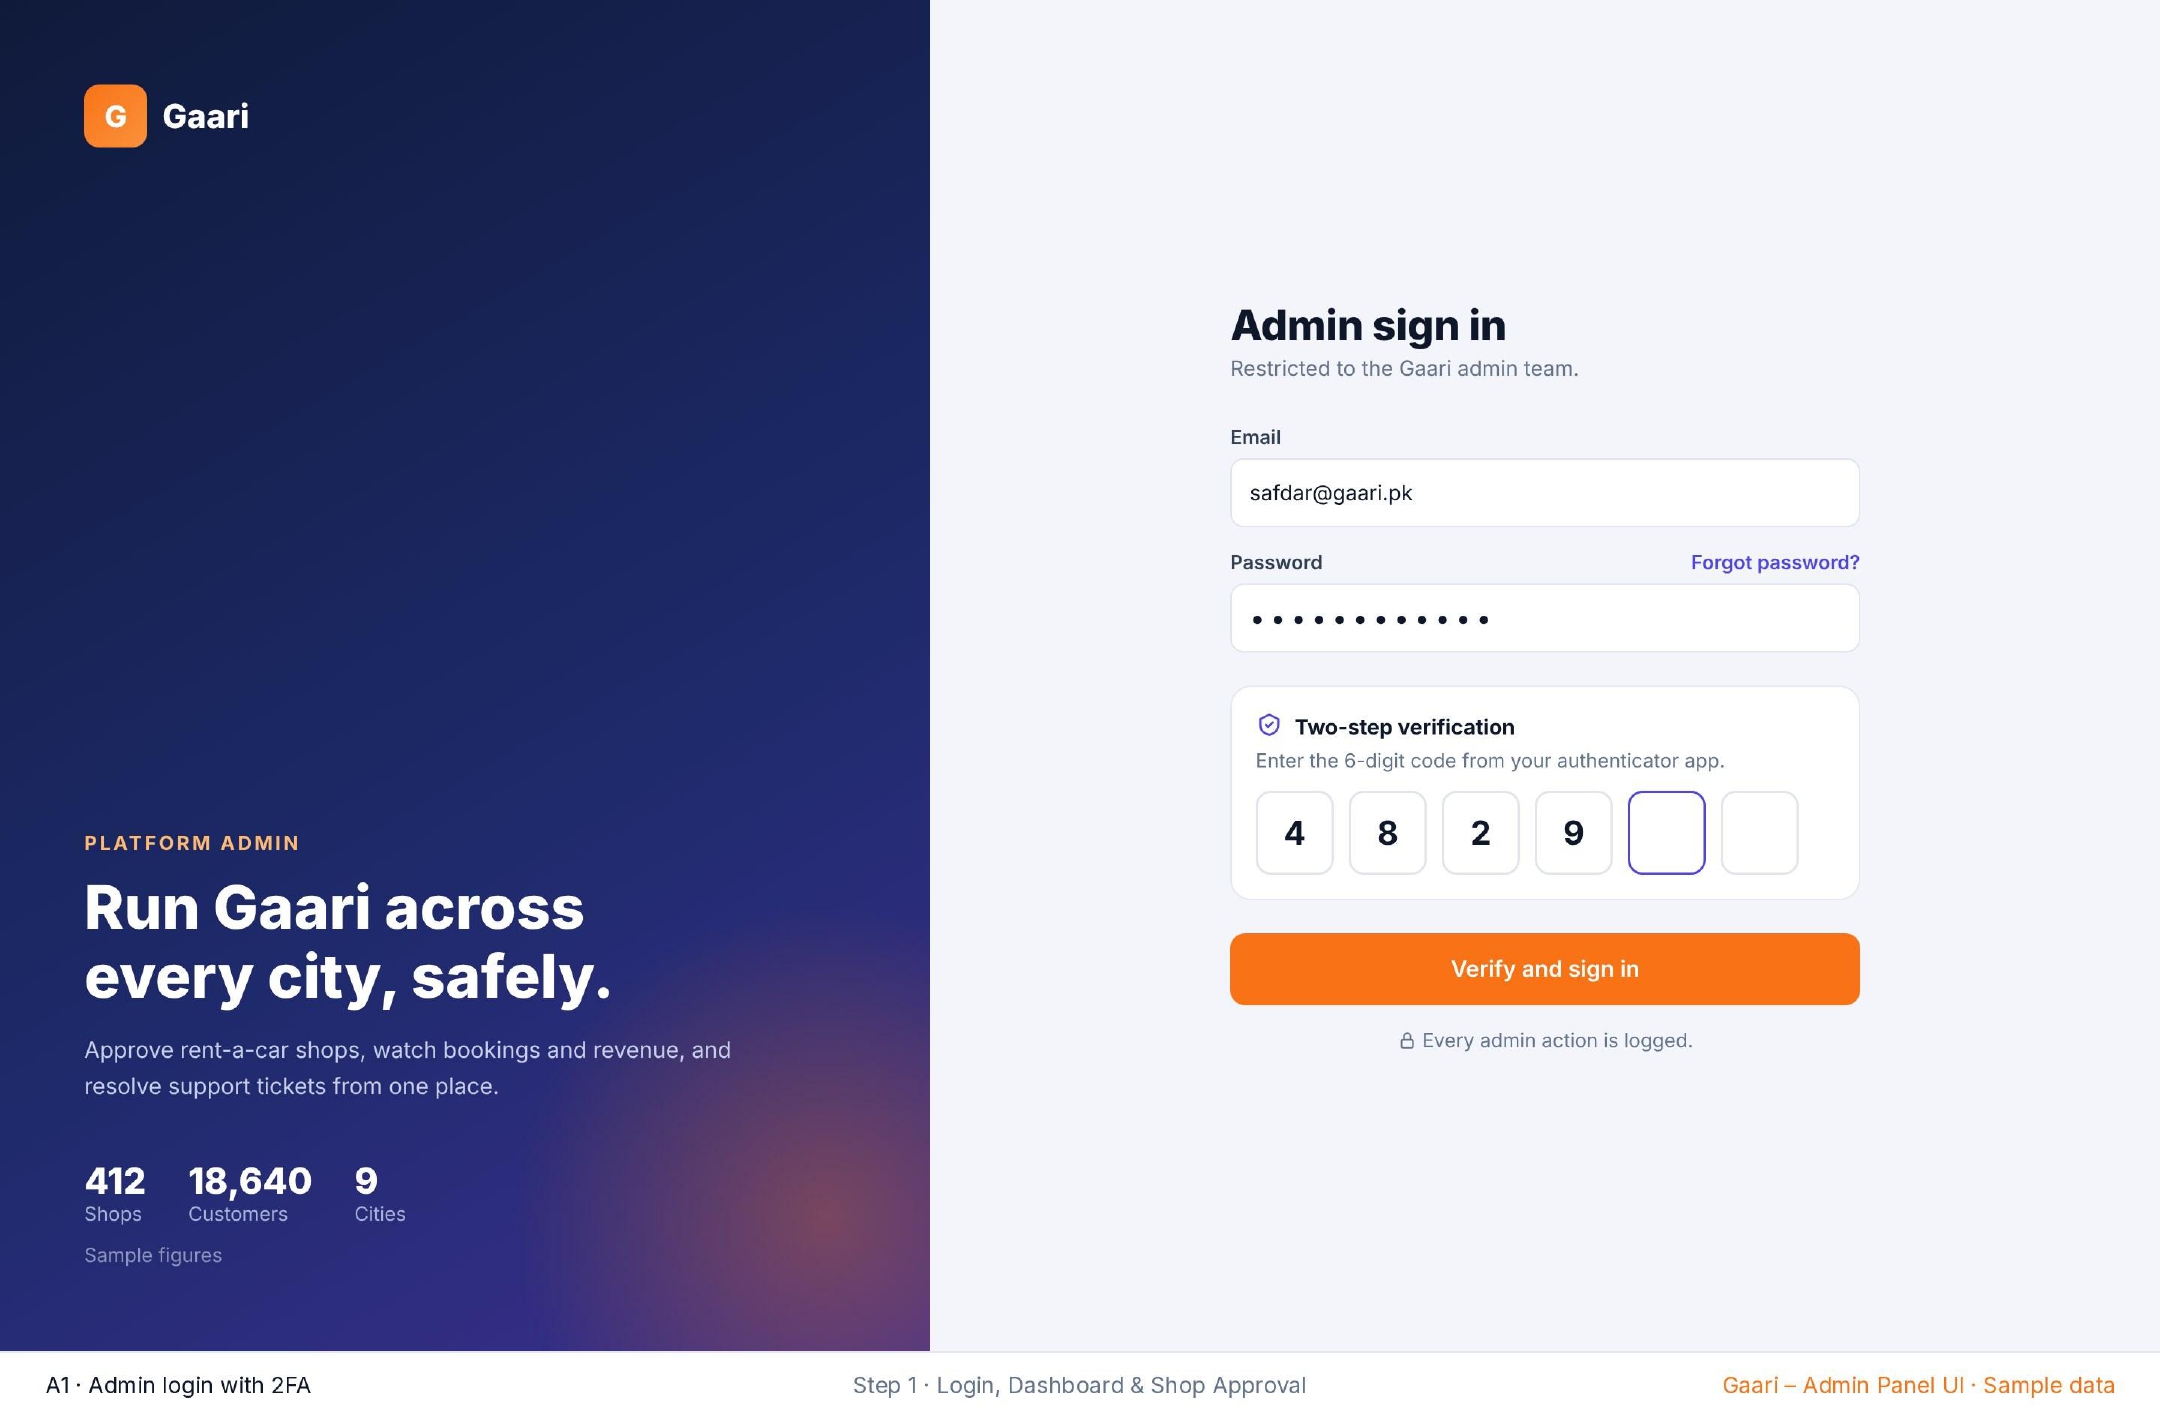 G Gaari
PLATFORM ADMIN
Run Gaari across
every city, safely.
Approve rent-a-car shops, watch bookings and revenue, and
resolve support tickets from one place.
412 18,640 9
Shops Customers Cities
Sample figures
Admin sign in
Restricted to the Gaari admin team.
Email
safdar@gaari.pk
Password Forgot password?
••••••••••••
Two-step verification
Enter the 6-digit code from your authenticator app.
4 8 2 9
Verify and sign in
Every admin action is logged.
A1 · Admin login with 2FA Step 1 · Login, Dashboard & Shop Approval Gaari – Admin Panel UI · Sample data